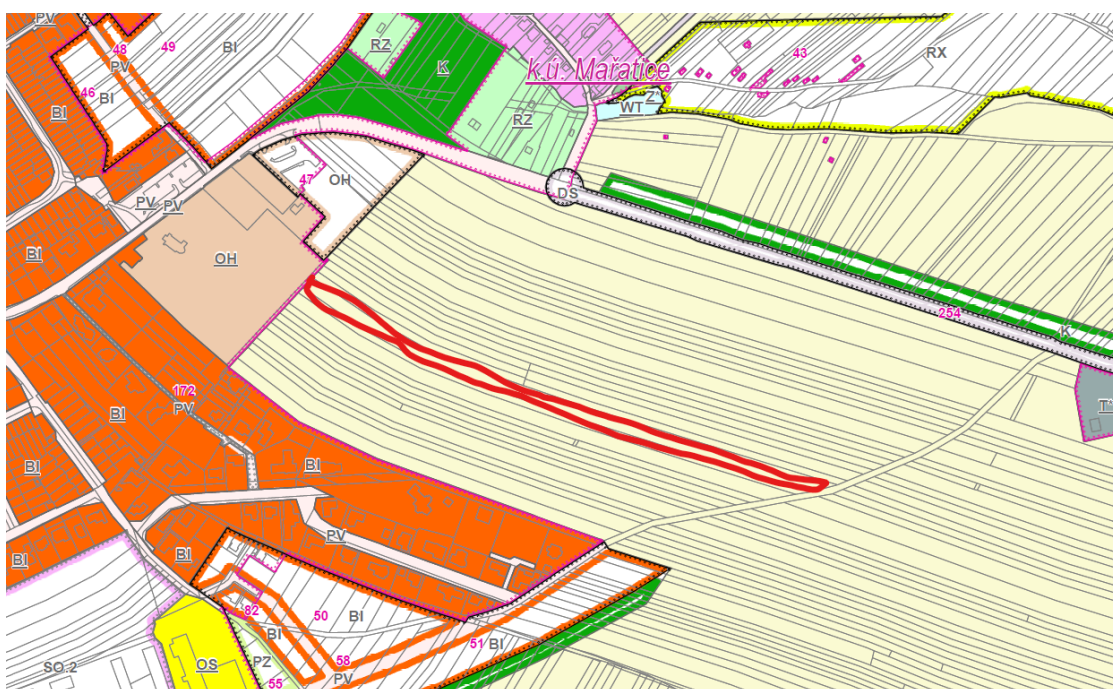 PV
48
49
BI
PV
46
BI
BI
RZ
K
k.ú. Mařatice
43
RX
WT
Z
RZ
47
OH
DS
PV
PV
BI
OH
254
K
172
PV
BI
BI
BI
PV
BI
BI
50
BI
82
BI
51
BI
58
PV
PZ
55
OS
SO.2